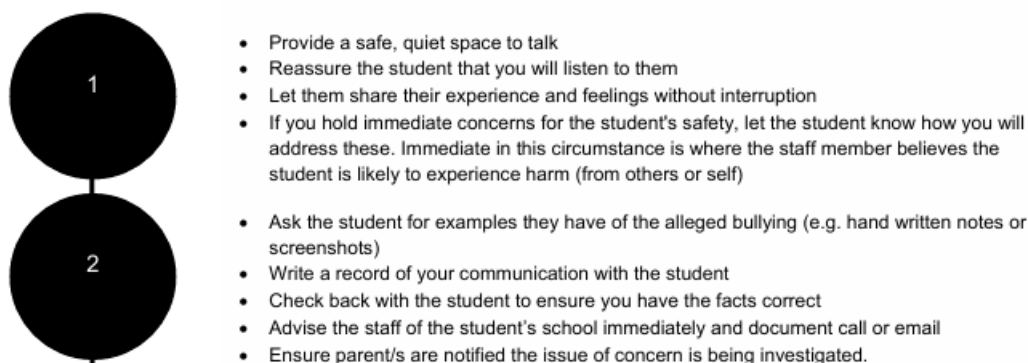 1
• Provide a safe, quiet space to talk
• Reassure the student that you will listen to them
• Let them share their experience and feelings without interruption
• If you hold immediate concerns for the student's safety, let the student know how you will
address these. Immediate in this circumstance is where the staff member believes the
student is likely to experience harm (from others or self)
2
• Ask the student for examples they have of the alleged bullying (e.g. hand written notes or
screenshots)
• Write a record of your communication with the student
• Check back with the student to ensure you have the facts correct
• Advise the staff of the student’s school immediately and document call or email
• Ensure parent/s are notified the issue of concern is being investigated.